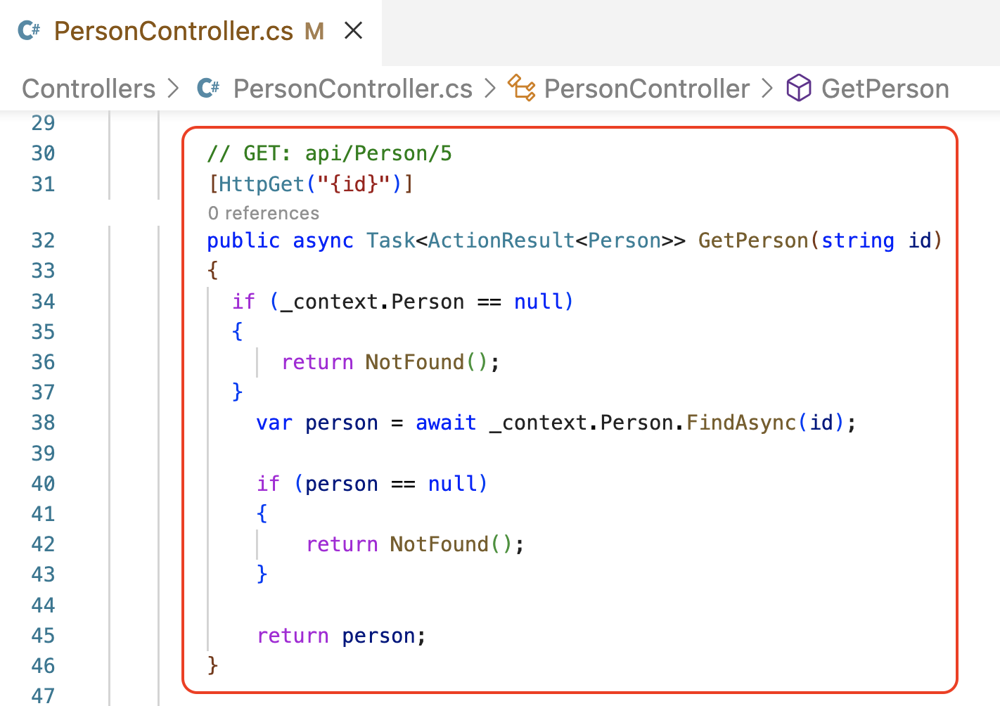 C# PersonController.cs M
Controllers > C# PersonController.cs > PersonController > GetPerson
29
30 // GET: api/Person/5
31 [HttpGet("{id}")]
0 references
32 public async Task<ActionResult<Person>> GetPerson(string id)
33 {
34 if (_context.Person == null)
35 {
36 return NotFound();
37 }
38 var person = await _context.Person.FindAsync(id);
39
40 if (person == null)
41 {
42 return NotFound();
43 }
44
45 return person;
46 }
47